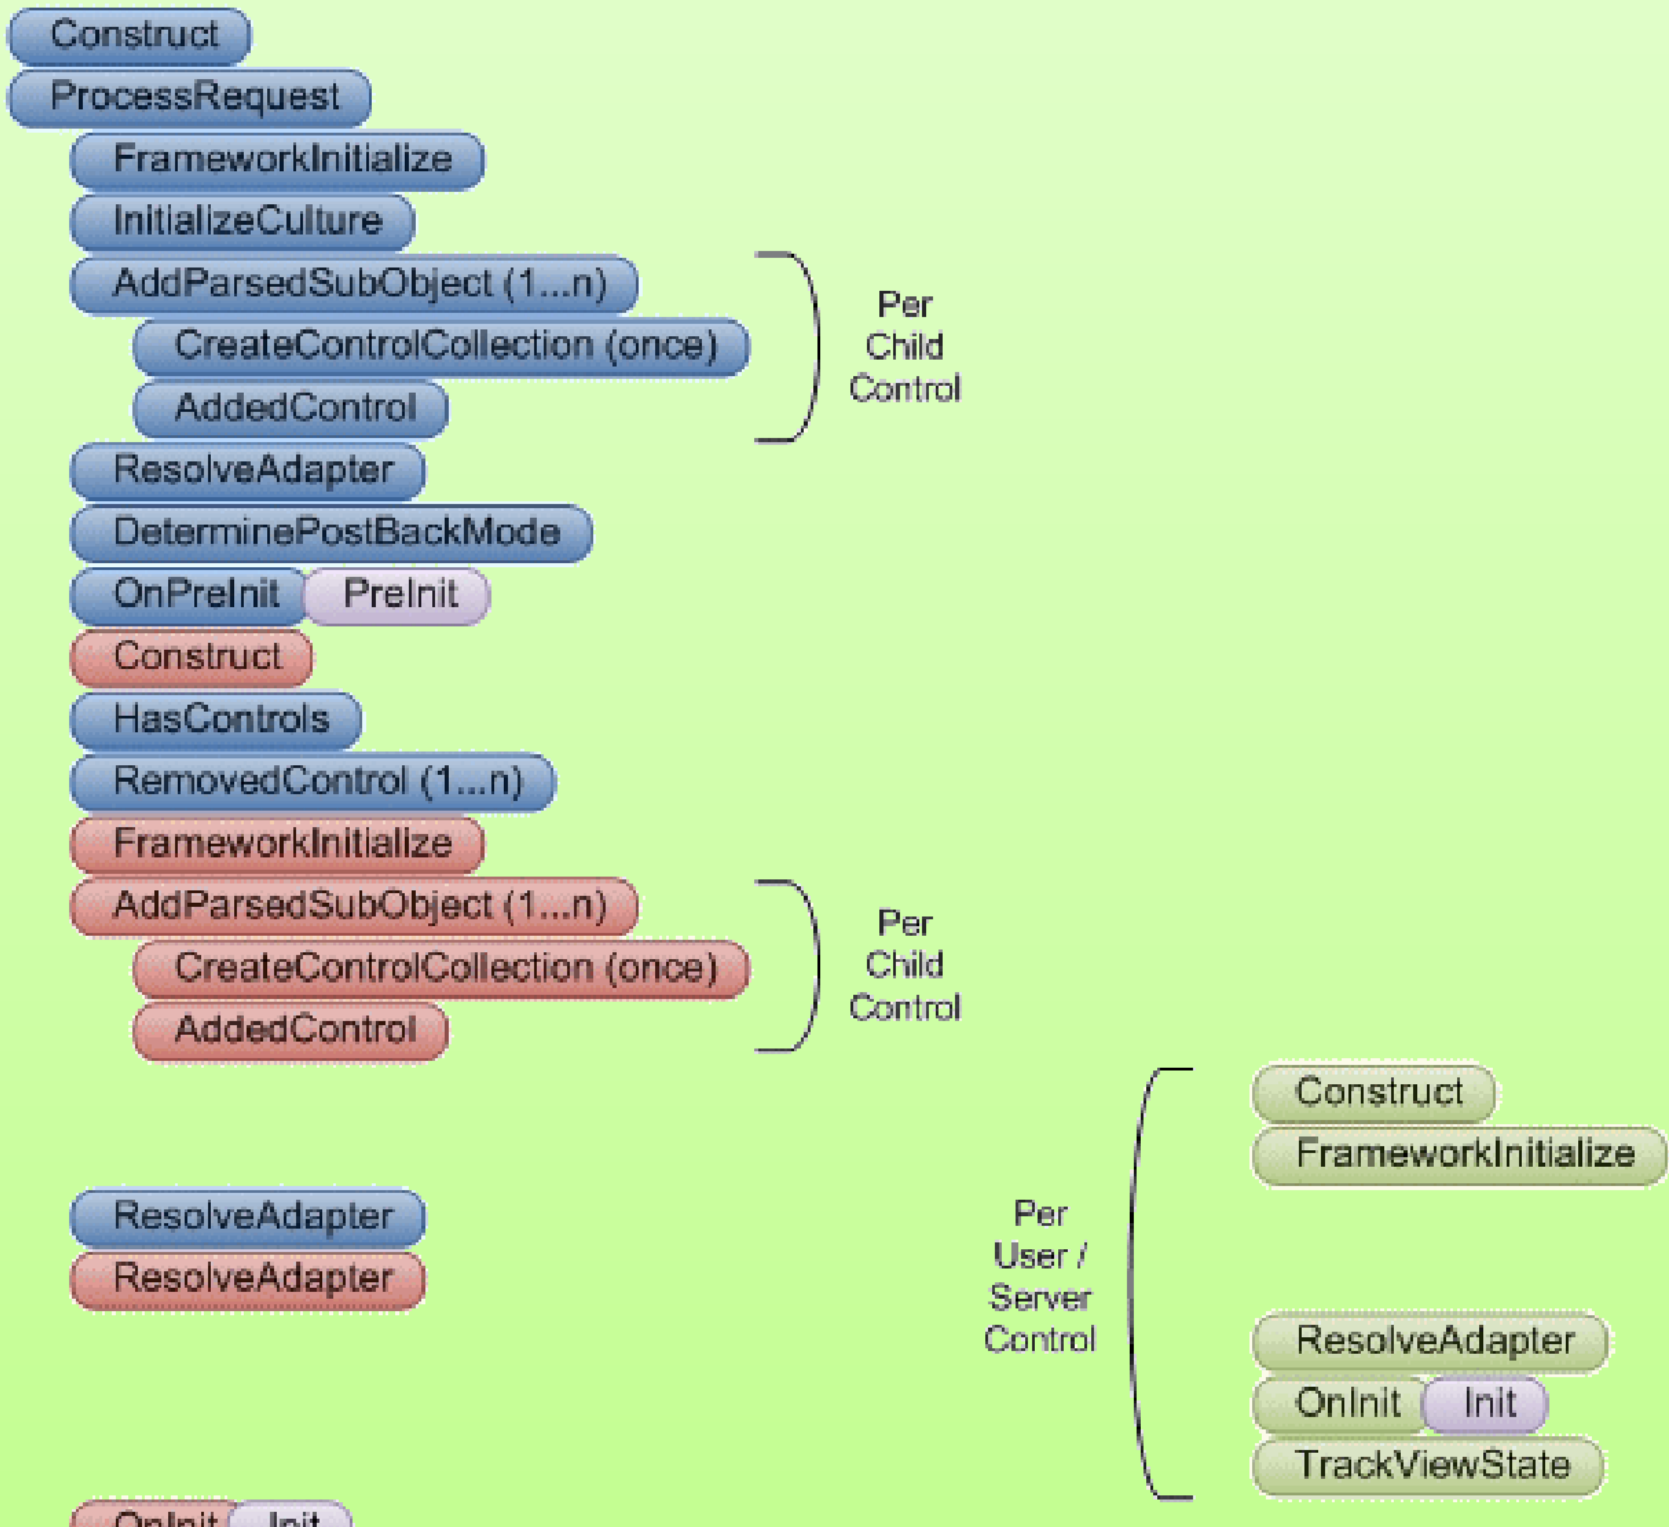 Construct
ProcessRequest
FrameworkInitialize
InitializeCulture
AddParsedSubObject (1...n)
CreateControlCollection (once)
AddedControl
Per
Child
Control
ResolveAdapter
DeterminePostBackMode
OnPreInit PreInit
Construct
HasControls
RemovedControl (1...n)
FrameworkInitialize
AddParsedSubObject (1...n)
CreateControlCollection (once)
AddedControl
Per
Child
Control
Construct
FrameworkInitialize
ResolveAdapter
ResolveAdapter
Per
User /
Server
Control
ResolveAdapter
OnInit Init
TrackViewState
OnInit Init